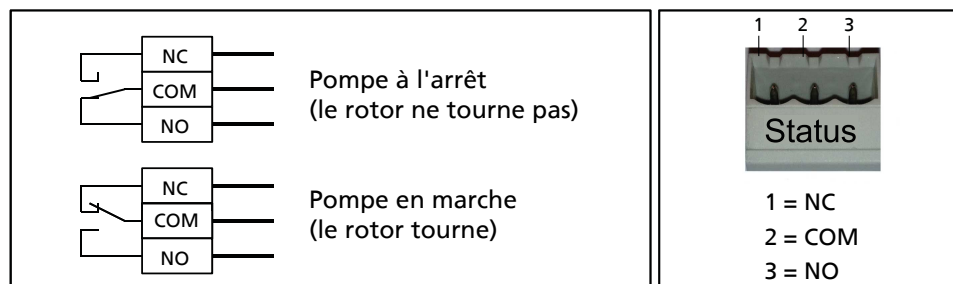 NC
COM
NO
Pompe à l'arrêt
(le rotor ne tourne pas)
NC
COM
NO
Pompe en marche
(le rotor tourne)
1 2 3
Status
1 = NC
2 = COM
3 = NO